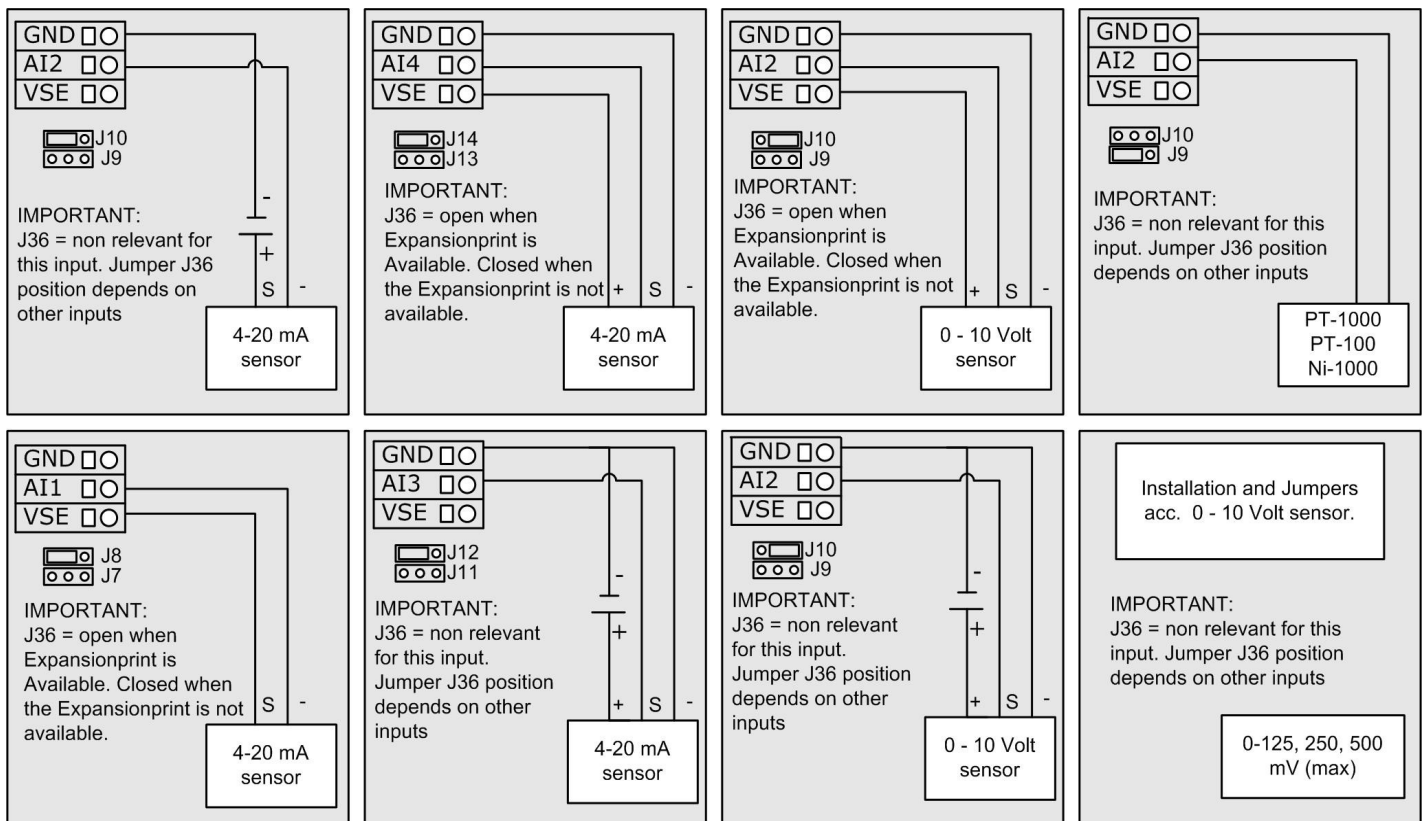 GND
AI2
VSE
J10
J9
IMPORTANT:
J36 = non relevant for
this input. Jumper J36
position depends on
other inputs
-
+
S -
4-20 mA
sensor
GND
AI4
VSE
J14
J13
IMPORTANT:
J36 = open when
Expansionprint is
Available. Closed when
the Expansionprint is not
available.
+ S -
4-20 mA
sensor
GND
AI2
VSE
J10
J9
IMPORTANT:
J36 = open when
Expansionprint is
Available. Closed when
the Expansionprint is not
available.
+ S -
0 - 10 Volt
sensor
GND
AI2
VSE
J10
J9
IMPORTANT:
J36 = non relevant for this
input. Jumper J36 position
depends on other inputs
PT-1000
PT-100
Ni-1000
GND
AI1
VSE
J8
J7
IMPORTANT:
J36 = open when
Expansionprint is
Available. Closed when
the Expansionprint is not
available.
S -
4-20 mA
sensor
GND
AI3
VSE
J12
J11
IMPORTANT:
J36 = non relevant
for this input.
Jumper J36 position
depends on other
inputs
-
+
+ S -
4-20 mA
sensor
GND
AI2
VSE
J10
J9
IMPORTANT:
J36 = non relevant
for this input.
Jumper J36 position
depends on other
inputs
-
+
+ S -
0 - 10 Volt
sensor
Installation and Jumpers
acc. 0 - 10 Volt sensor.
IMPORTANT:
J36 = non relevant for this
input. Jumper J36 position
depends on other inputs
0-125, 250, 500
mV (max)